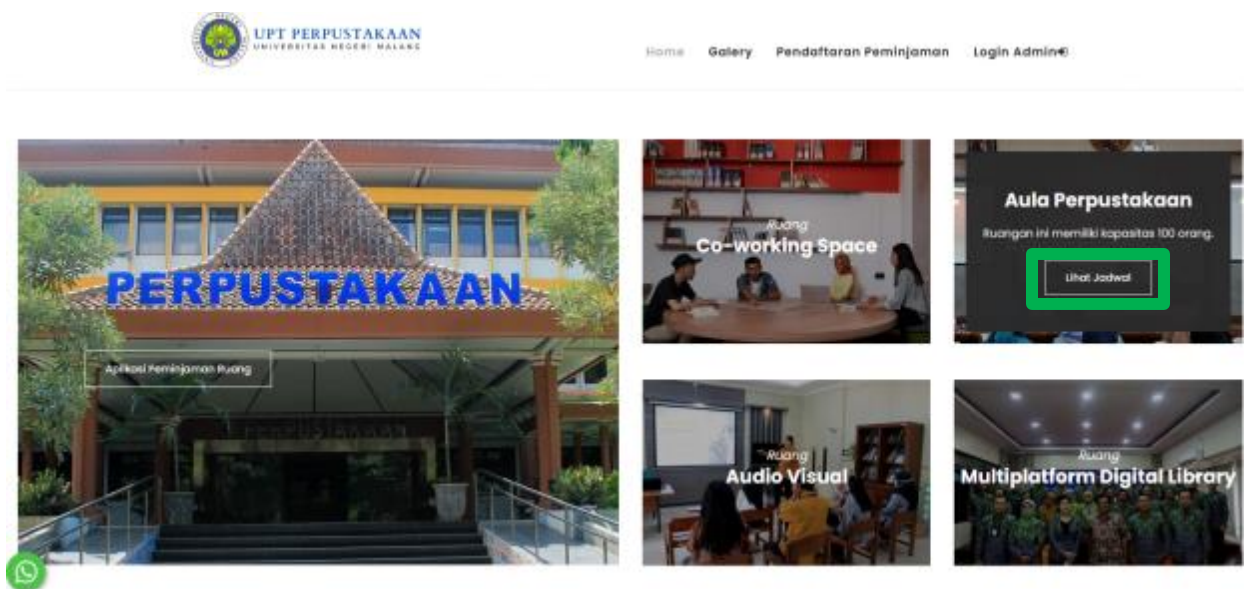 UPT PERPUSTAKAAN
UNIVERSITAS NEGERI MALANG
Home Galery Pendaftaran Peminjaman Login Admin
PERPUSTAKAAN
Aplikasi Peminjaman Ruang
PERPUSTAKAAN
Ruang
Co-working Space
Aula Perpustakaan
Ruangan ini memiliki kapasitas 100 orang.
Lihat Jadwal
Ruang
Audio Visual
Ruang
Multiplatform Digital Library